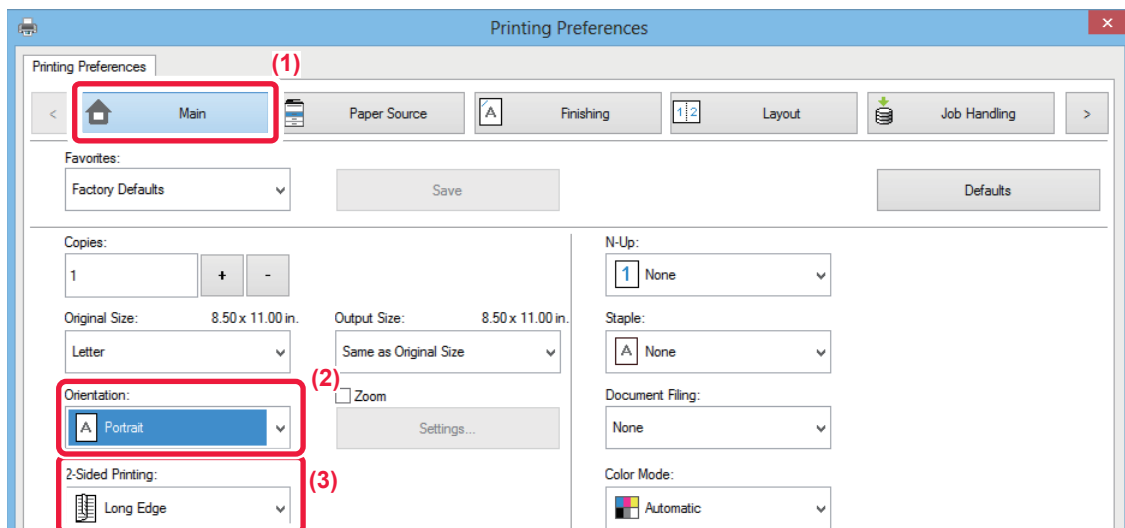 Printing Preferences
Printing Preferences
(1)
< Main Paper Source Finishing 1 2 Layout Job Handling >
Favorites:
Factory Defaults Save Defaults
Copies: N-Up:
1 + - 1 None
Original Size: 8.50 x 11.00 in. Output Size: 8.50 x 11.00 in. Staple:
Letter Same as Original Size A None
(2)
Orientation: Zoom Document Filing:
A Portrait Settings... None
2-Sided Printing: (3) Color Mode:
Long Edge Automatic